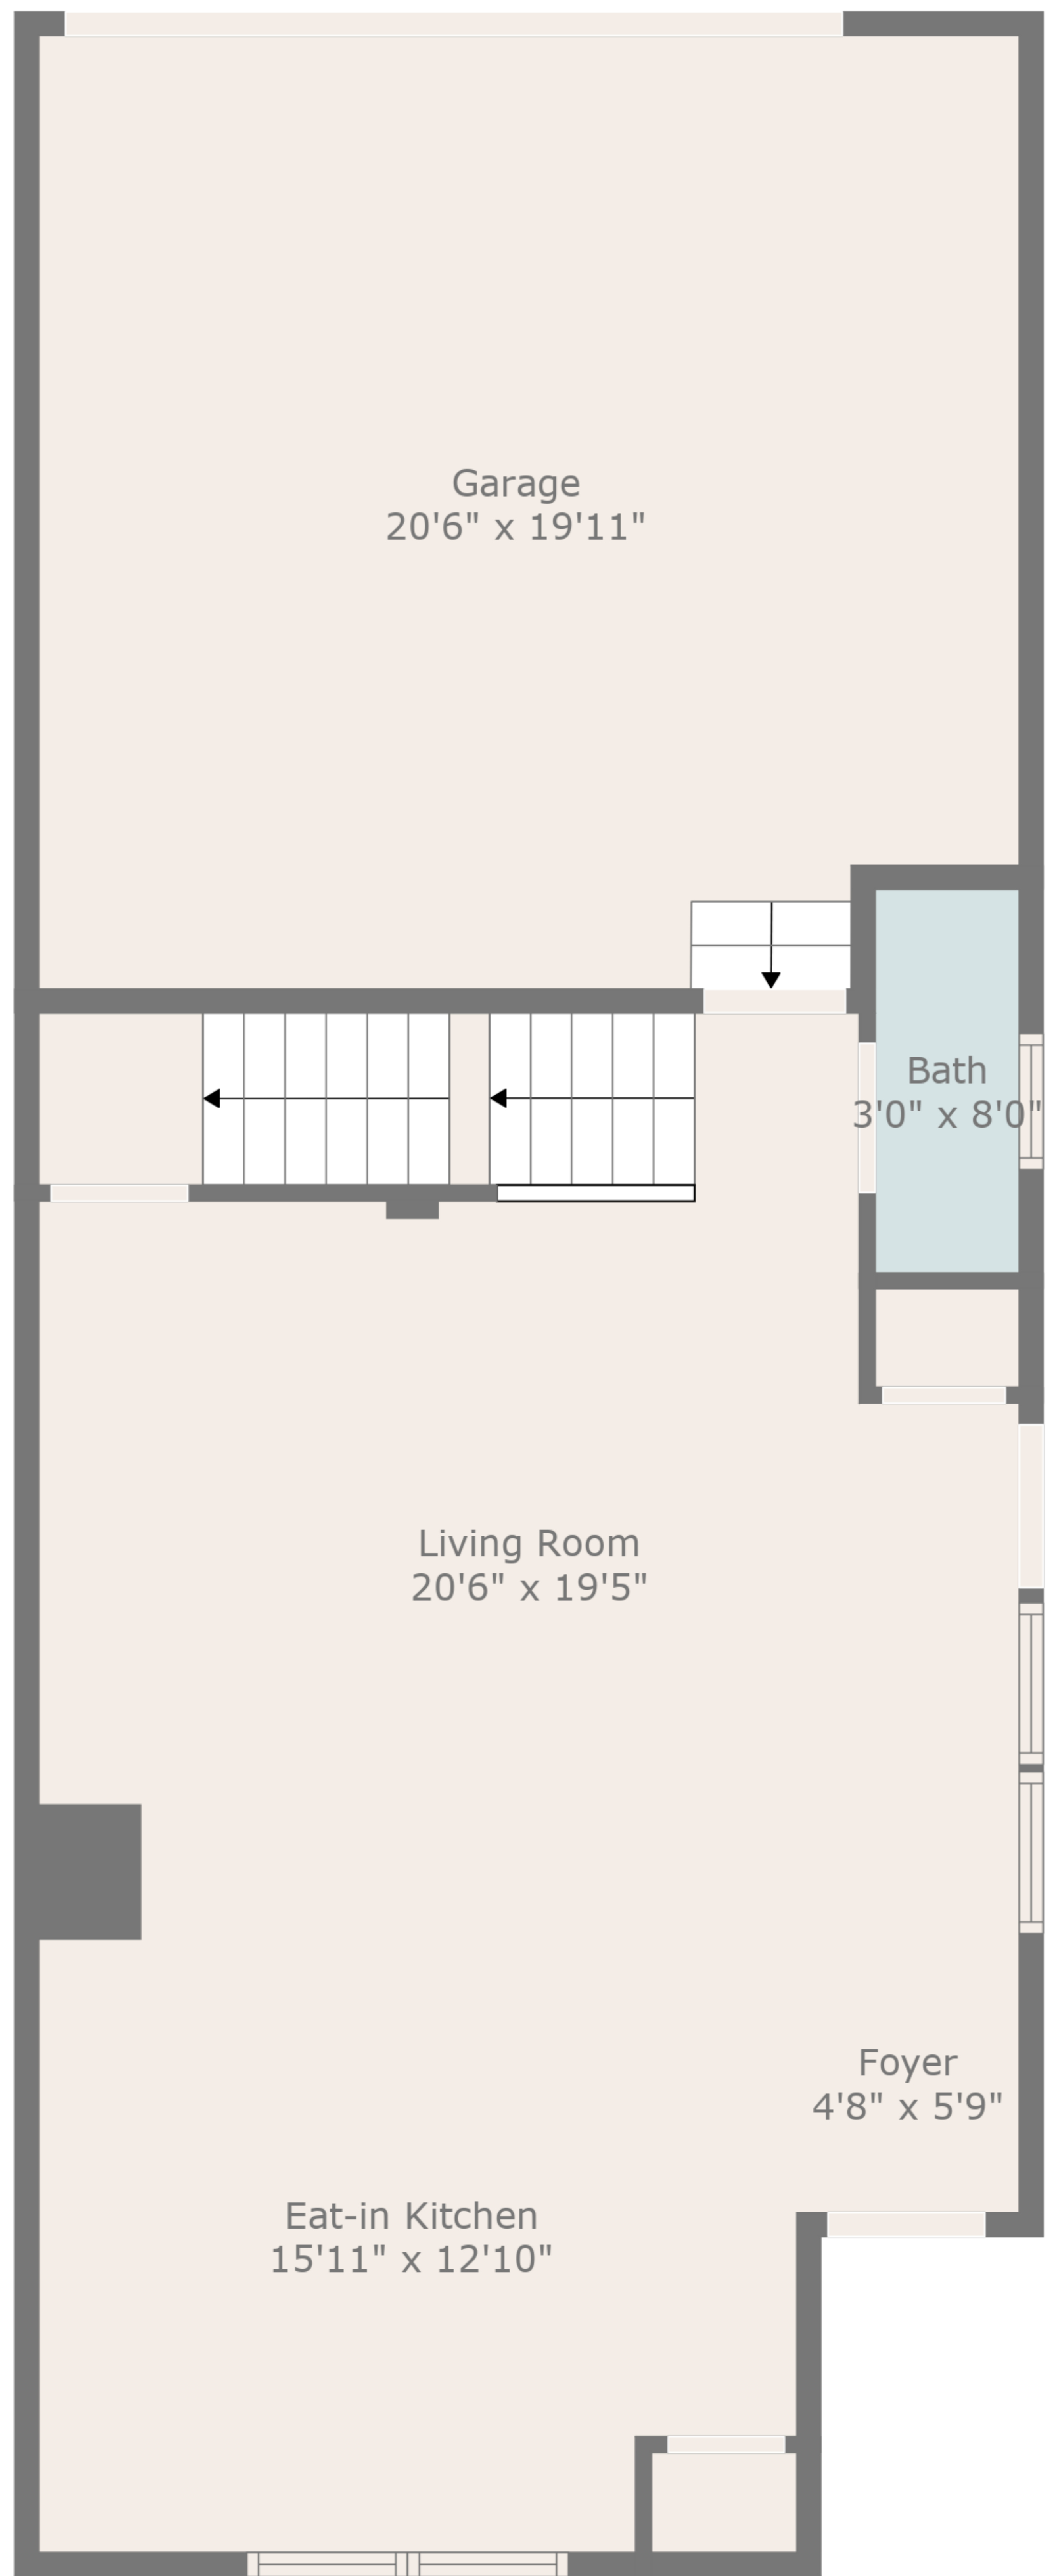 Garage
20'6" x 19'11"
Bath
3'0" x 8'0"
Living Room
20'6" x 19'5"
Foyer
4'8" x 5'9"
Eat-in Kitchen
15'11" x 12'10"